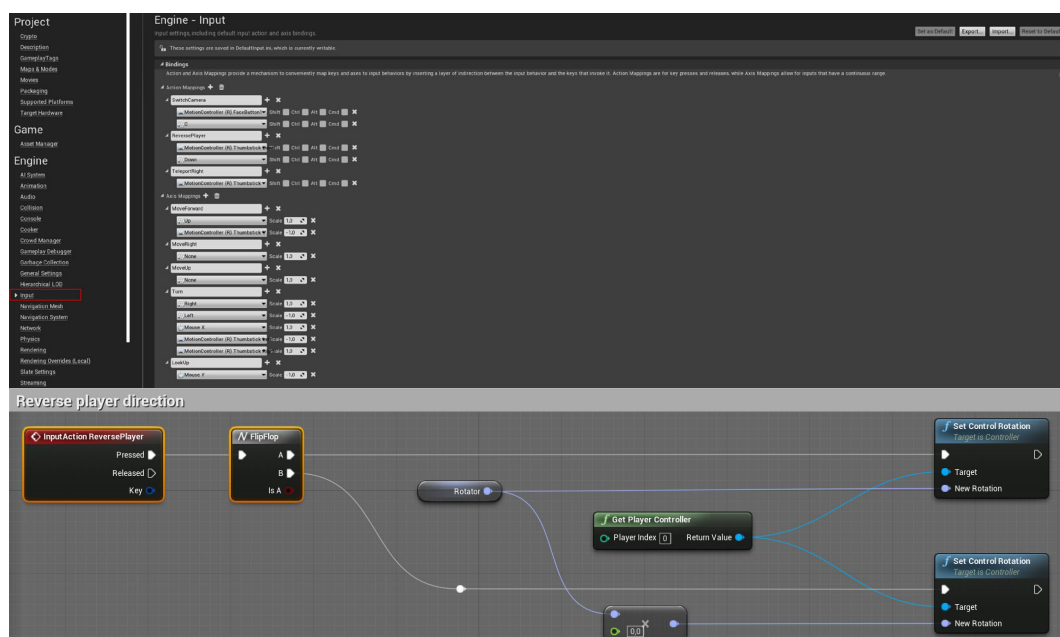 Project
Crypto
Description
GameplayTags
Maps & Modes
Movies
Packaging
Supported Platforms
Target Hardware
Game
Asset Manager
Engine
AI System
Animation
Audio
Collision
Console
Cooker
Crowd Manager
Gameplay Debugger
Garbage Collection
General Settings
Hierarchical LOD
Input
Navigation Mesh
Navigation System
Network
Physics
Rendering
Rendering Overrides (Local)
Slate Settings
Streaming
Engine - Input
Input settings, including default input action and axis bindings.
Set as Default Export... Import... Reset to Defaul
These settings are saved in DefaultInput.ini, which is currently writable.
Bindings
Action and Axis Mappings provide a mechanism to conveniently map keys and axes to input behaviors by inserting a layer of indirection between the input behavior and the keys that invoke it. Action Mappings are for key presses and releases, while Axis Mappings allow for inputs that have a continuous range.
Action Mappings
SwitchCamera
MotionController (R) FaceButton1 Shift Ctrl Alt Cmd
Shift Ctrl Alt Cmd
ReversePlayer
MotionController (R) Thumbstick Shift Ctrl Alt Cmd
Down Shift Ctrl Alt Cmd
TeleportRight
MotionController (R) Thumbstick Shift Ctrl Alt Cmd
Axis Mappings
MoveForward
Up Scale 1,0
MotionController (R) Thumbstick Scale -1,0
MoveRight
None Scale 1,0
MoveUp
None Scale 1,0
Turn
Right Scale 1,0
Left Scale -1,0
Mouse X Scale 1,0
MotionController (R) Thumbstick Scale -1,0
MotionController (R) Thumbstick Scale 1,0
LookUp
Mouse Y Scale -1,0
Reverse player direction
InputAction ReversePlayer
Pressed
Released
Key
FlipFlop
A
B
Is A
Rotator
Get Player Controller
Player Index 0 Return Value
Set Control Rotation
Target is Controller
Target
New Rotation
Set Control Rotation
Target is Controller
Target
New Rotation
0,0